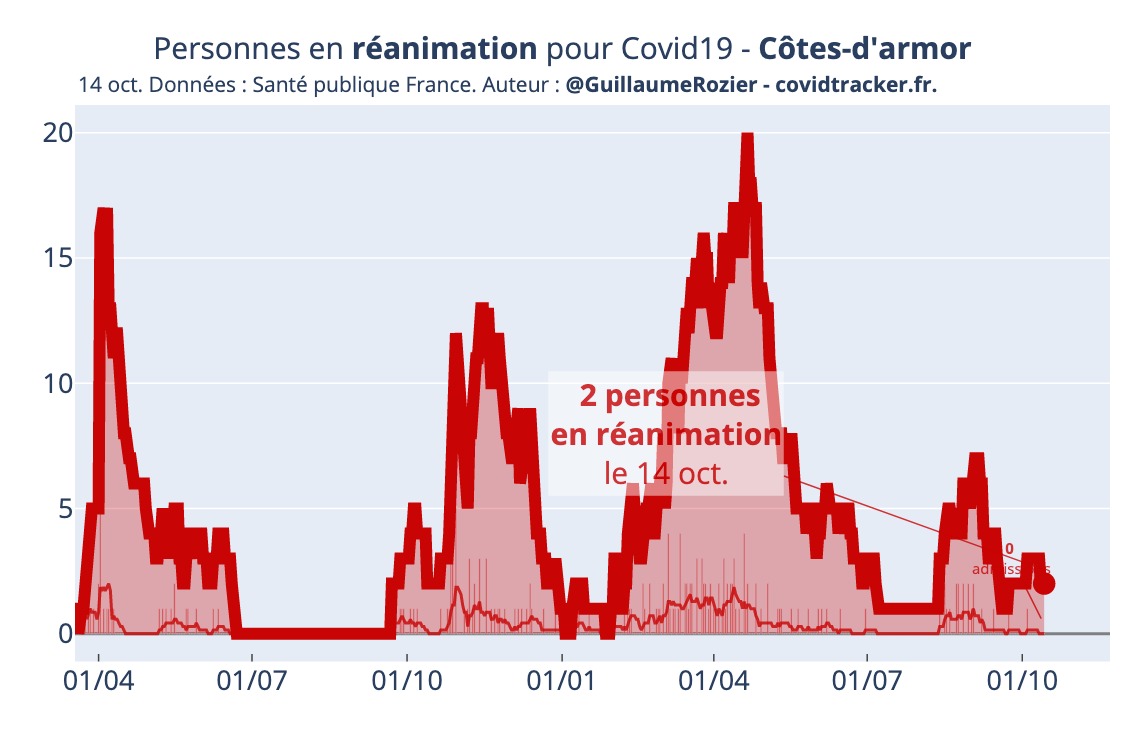 Personnes en réanimation pour Covid19 - Côtes-d'armor
14 oct. Données : Santé publique France. Auteur : @GuillaumeRozier - covidtracker.fr.
20
15
10
5
0
2 personnes
en réanimation
le 14 oct.
0
admissions
01/04
01/07
01/10
01/01
01/04
01/07
01/10